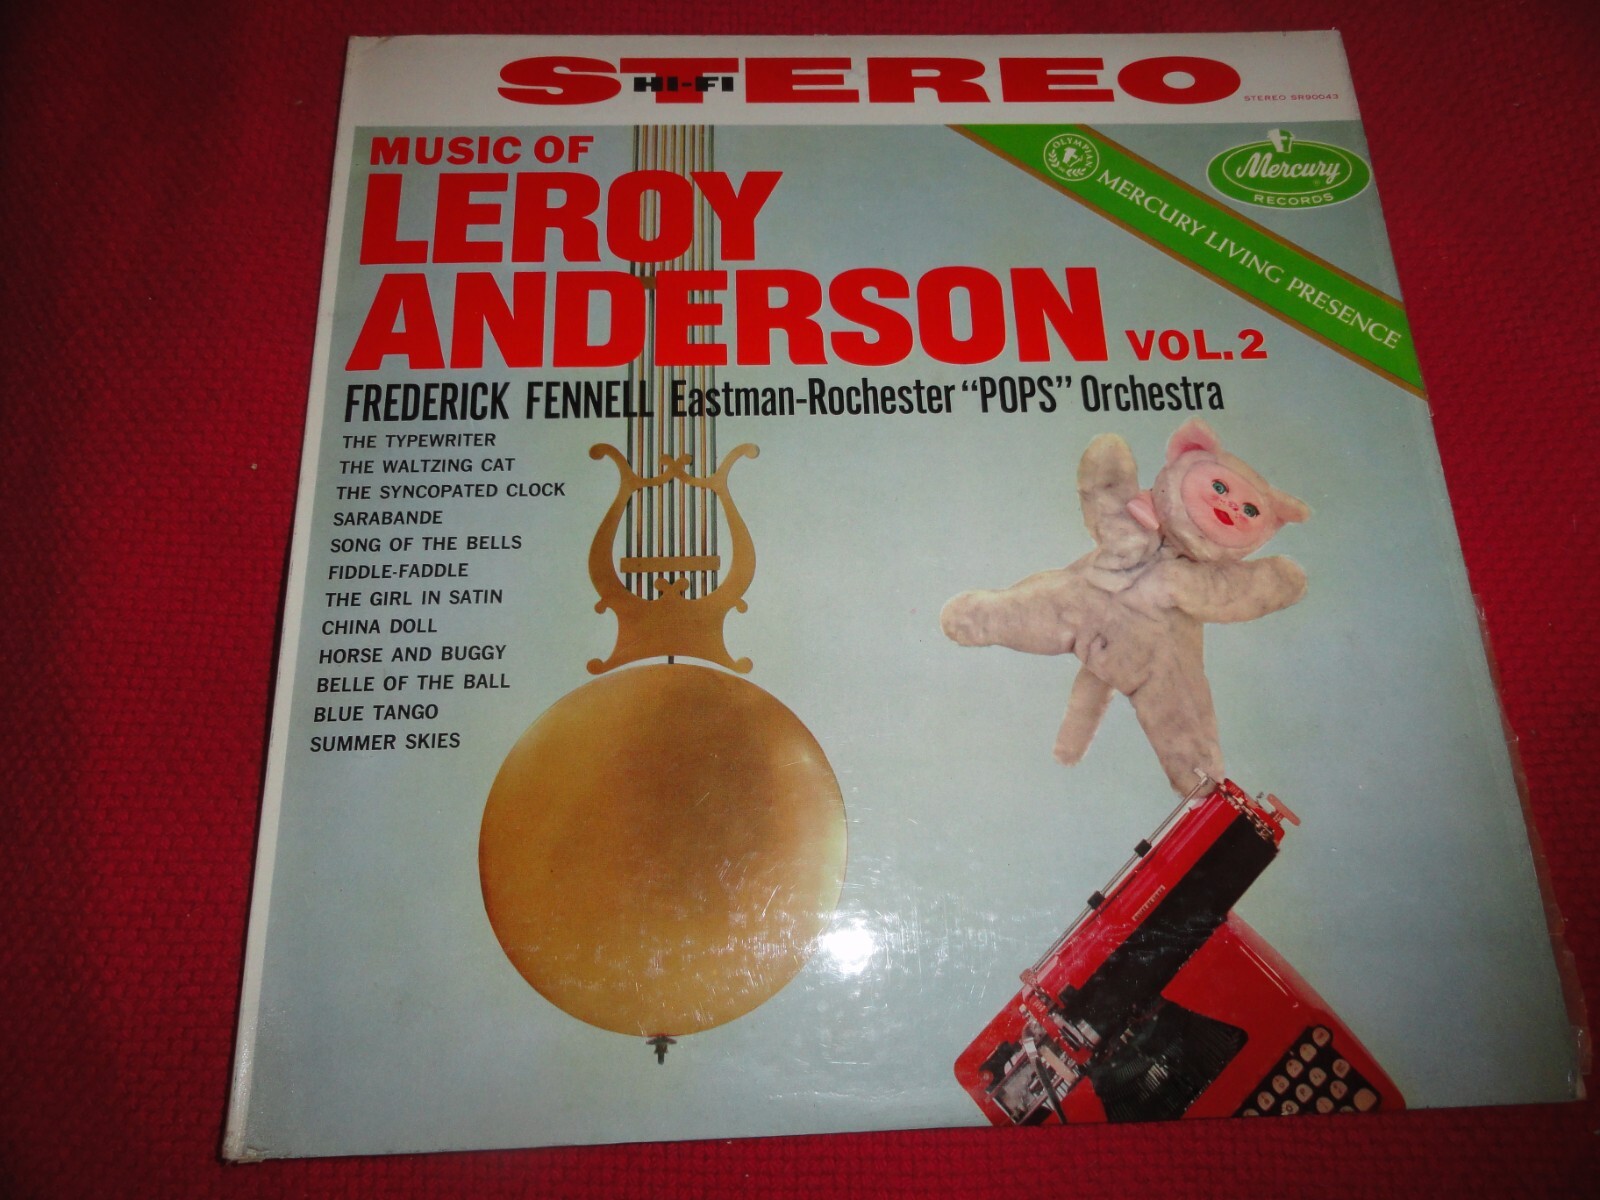 STEREO
HI-FI
STEREO SR90043
MUSIC OF
LEROY
ANDERSON VOL. 2
FREDERICK FENNELL Eastman-Rochester "POPS" Orchestra
THE TYPEWRITER
THE WALTZING CAT
THE SYNCOPATED CLOCK
SARABANDE
SONG OF THE BELLS
FIDDLE-FADDLE
THE GIRL IN SATIN
CHINA DOLL
HORSE AND BUGGY
BELLE OF THE BALL
BLUE TANGO
SUMMER SKIES
OLYMPIAN
MERCURY LIVING PRESENCE
Mercury
RECORDS